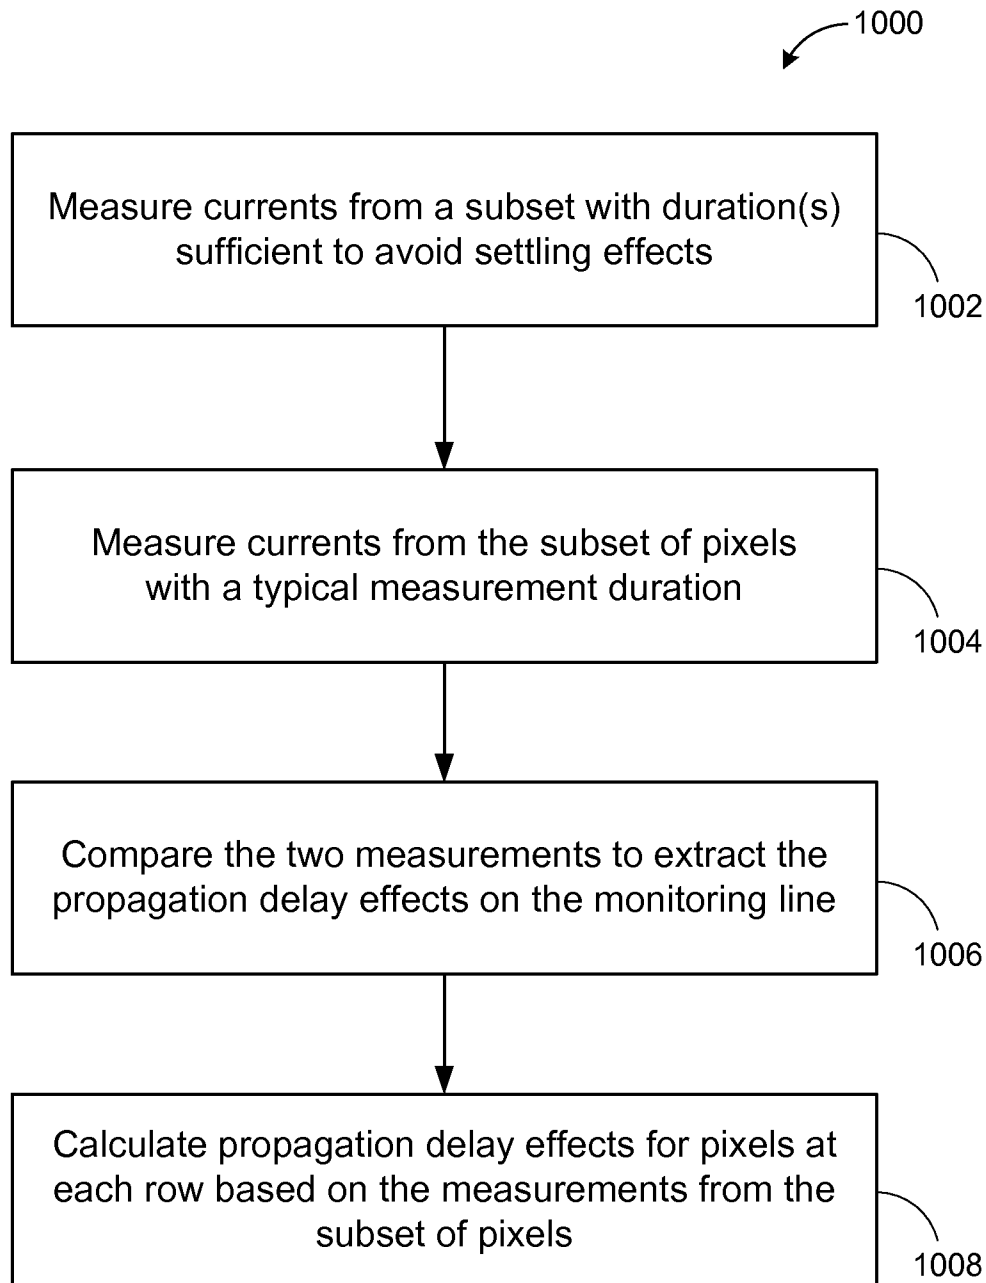 1000
Measure currents from a subset with duration(s)
sufficient to avoid settling effects
1002
Measure currents from the subset of pixels
with a typical measurement duration
1004
Compare the two measurements to extract the
propagation delay effects on the monitoring line
1006
Calculate propagation delay effects for pixels at
each row based on the measurements from the
subset of pixels
1008